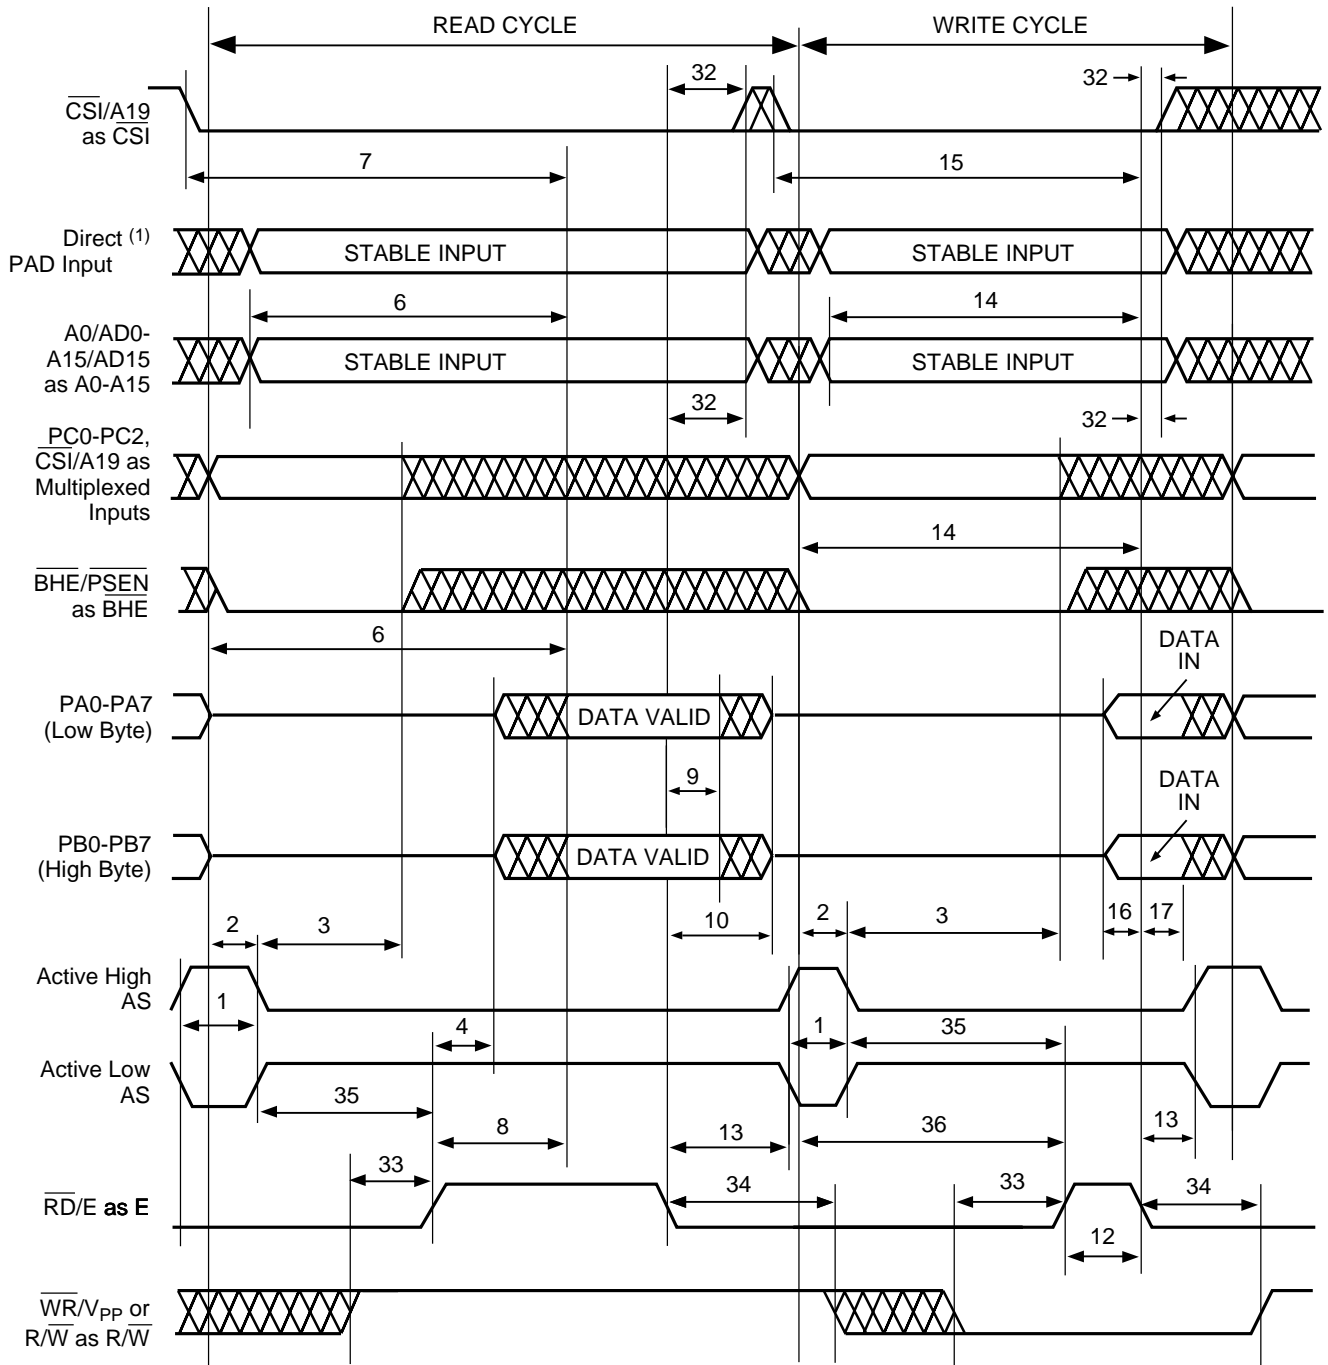 READ CYCLE WRITE CYCLE
32 32
CSI/A19
as CSI
7 15
Direct (1)
PAD Input
STABLE INPUT STABLE INPUT
6 14
A0/AD0-
A15/AD15
as A0-A15
STABLE INPUT STABLE INPUT
32 32
PC0-PC2,
CSI/A19 as
Multiplexed
Inputs
14
BHE/PSEN
as BHE
6
DATA
IN
PA0-PA7
(Low Byte)
DATA VALID
9
DATA
IN
PB0-PB7
(High Byte)
DATA VALID
2 3 10 2 3 16 17
Active High
AS
1 4 1 35
Active Low
AS
35 8 13 36 13
33 34 33 34
RD/E as E
12
WR/VPP or
R/W as R/W